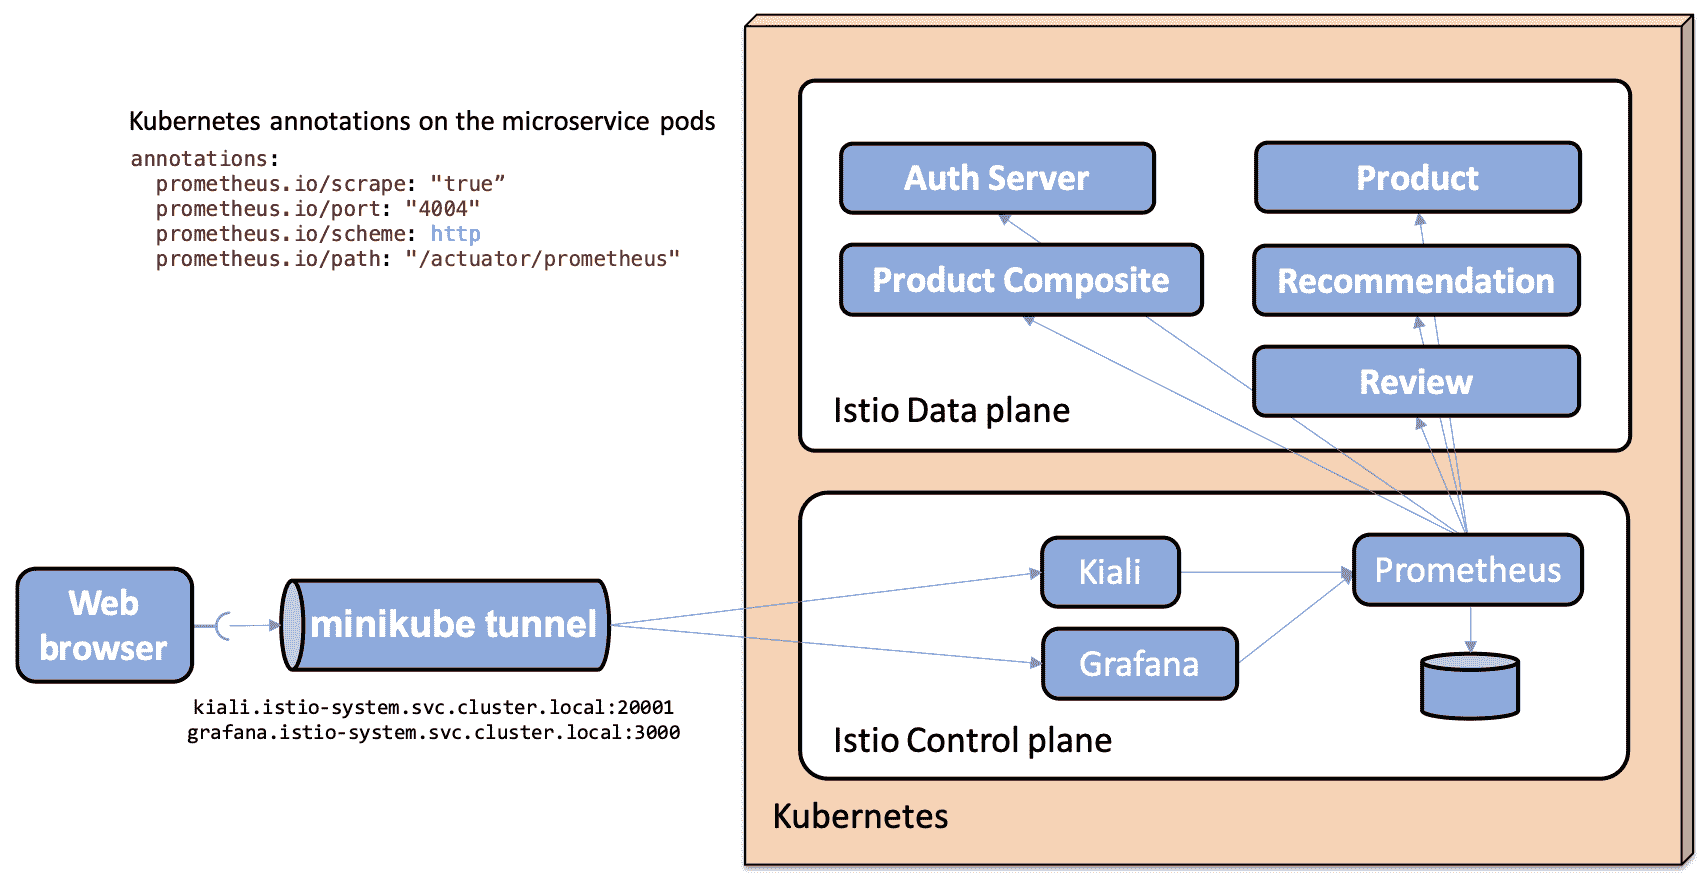 Kubernetes annotations on the microservice pods
annotations:
  prometheus.io/scrape: "true”
  prometheus.io/port: "4004"
  prometheus.io/scheme: http
  prometheus.io/path: "/actuator/prometheus"
Auth Server
Product
Product Composite
Recommendation
Review
Istio Data plane
Web
browser
minikube tunnel
kiali.istio-system.svc.cluster.local:20001
grafana.istio-system.svc.cluster.local:3000
Kiali
Prometheus
Grafana
Istio Control plane
Kubernetes